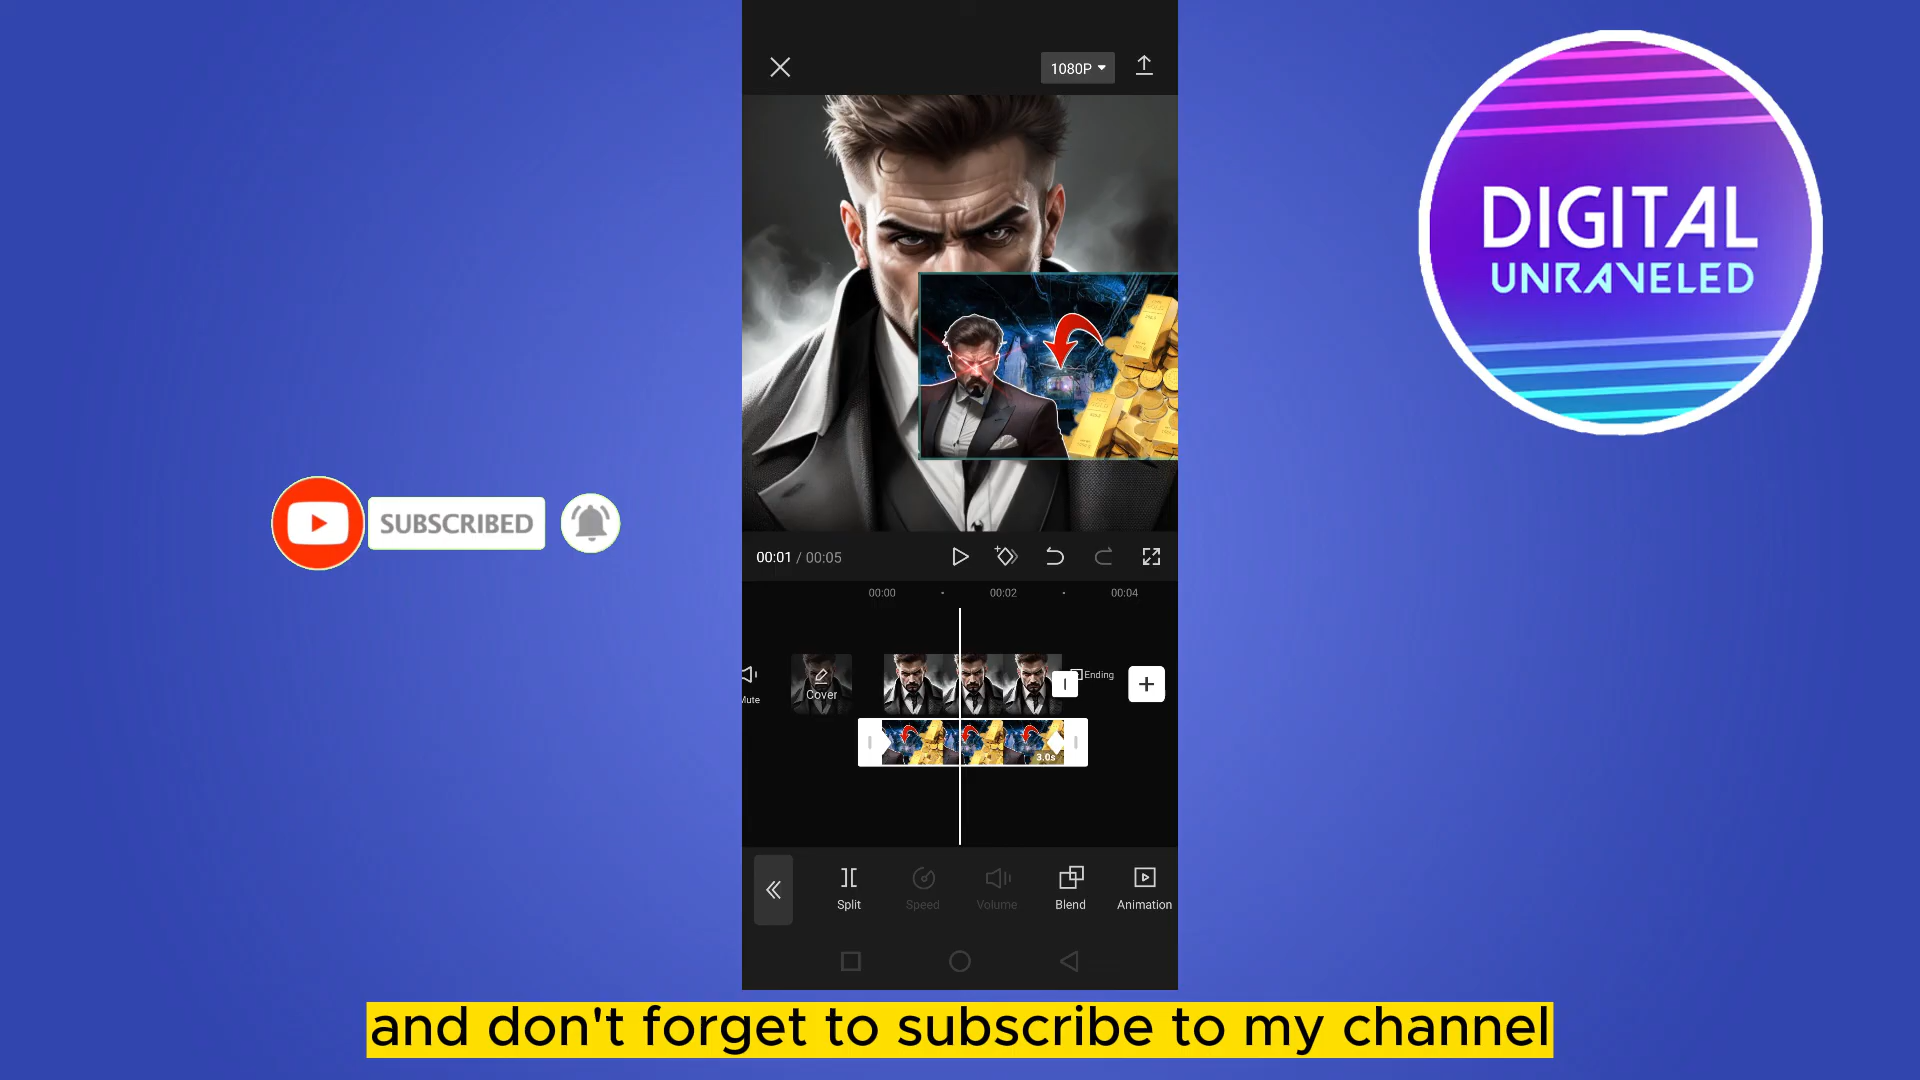 1080P
DIGITAL
UNRAVELED
SUBSCRIBED
00:01 / 00:05
00:00
00:02
00:04
Mute
Cover
Ending
3.0s
Split
Speed
Volume
Blend
Animation
and don't forget to subscribe to my channel